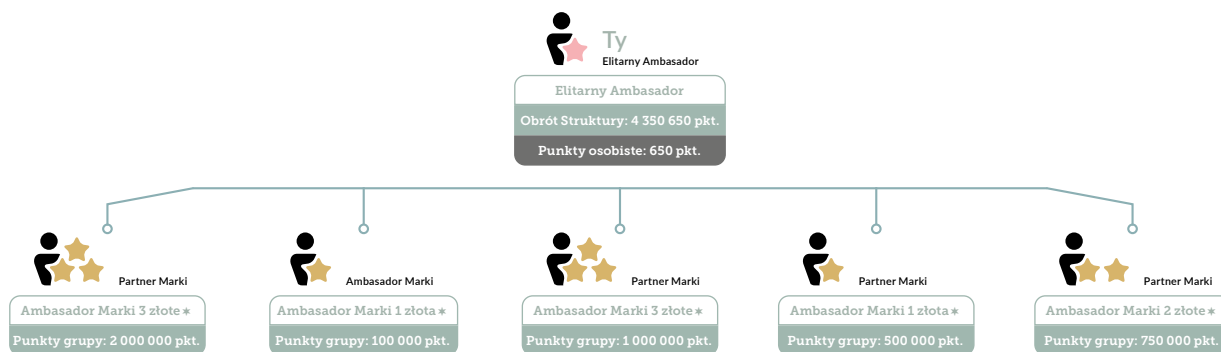 Ty
Elitarny Ambasador
Elitarny Ambasador
Obrót Struktury: 4 350 650 pkt.
Punkty osobiste: 650 pkt.
Partner Marki
Ambasador Marki 3 złote ✶
Punkty grupy: 2 000 000 pkt.
Ambasador Marki
Ambasador Marki 1 złota ✶
Punkty grupy: 100 000 pkt.
Partner Marki
Ambasador Marki 3 złote ✶
Punkty grupy: 1 000 000 pkt.
Partner Marki
Ambasador Marki 1 złota ✶
Punkty grupy: 500 000 pkt.
Partner Marki
Ambasador Marki 2 złote ✶
Punkty grupy: 750 000 pkt.